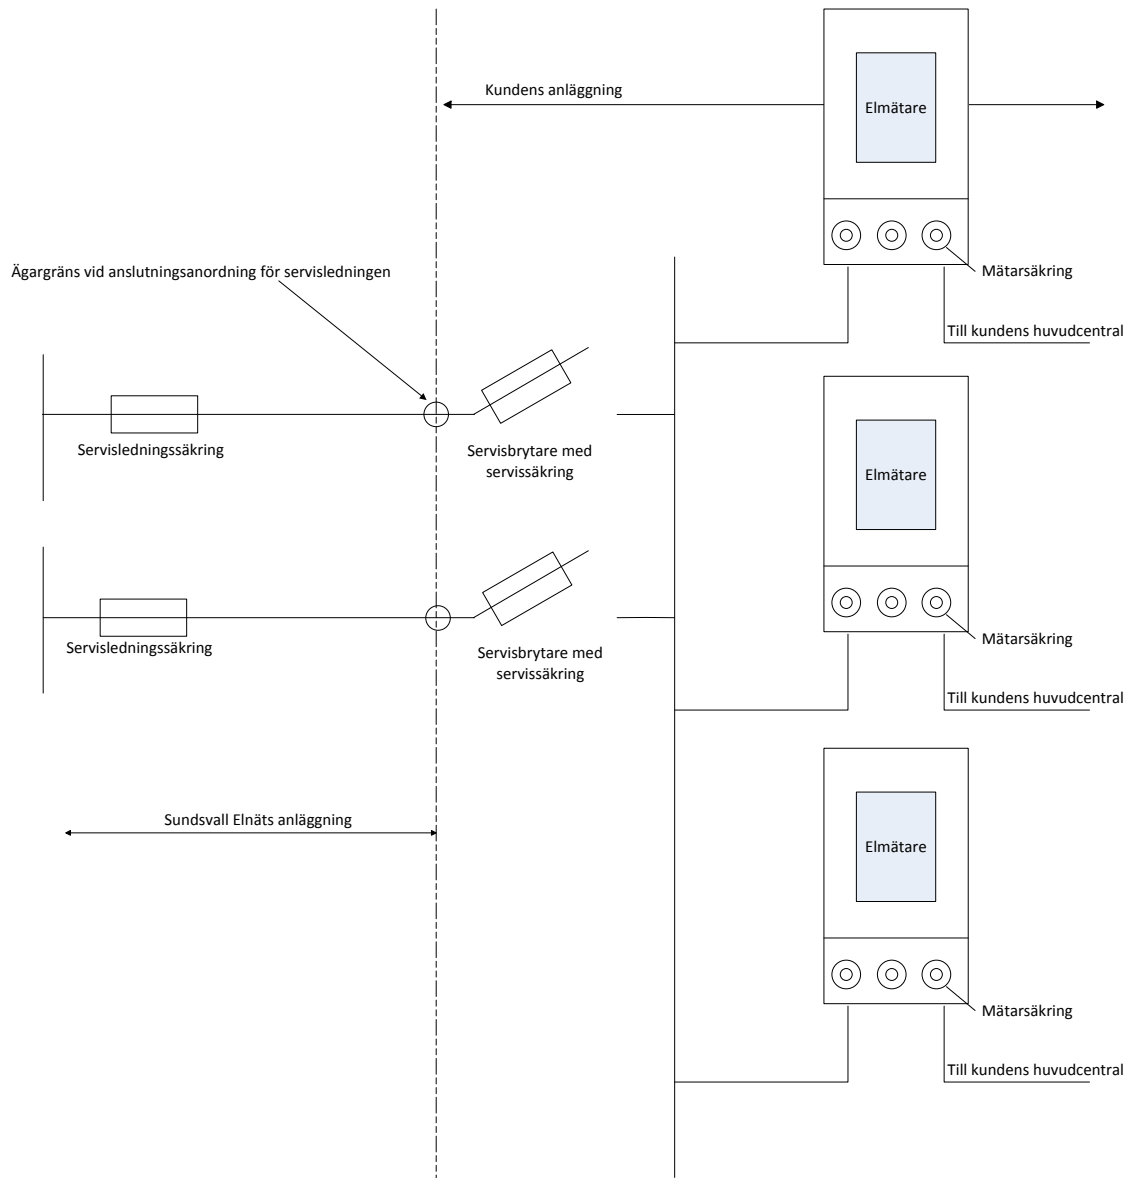 Kundens anläggning
Elmätare
Mätarsäkring
Ägargräns vid anslutningsanordning för servisledningen
Till kundens huvudcentral
Servisledningssäkring
Servisbrytare med
servissäkring
Elmätare
Mätarsäkring
Servisledningssäkring
Servisbrytare med
servissäkring
Till kundens huvudcentral
Sundsvall Elnäts anläggning
Elmätare
Mätarsäkring
Till kundens huvudcentral